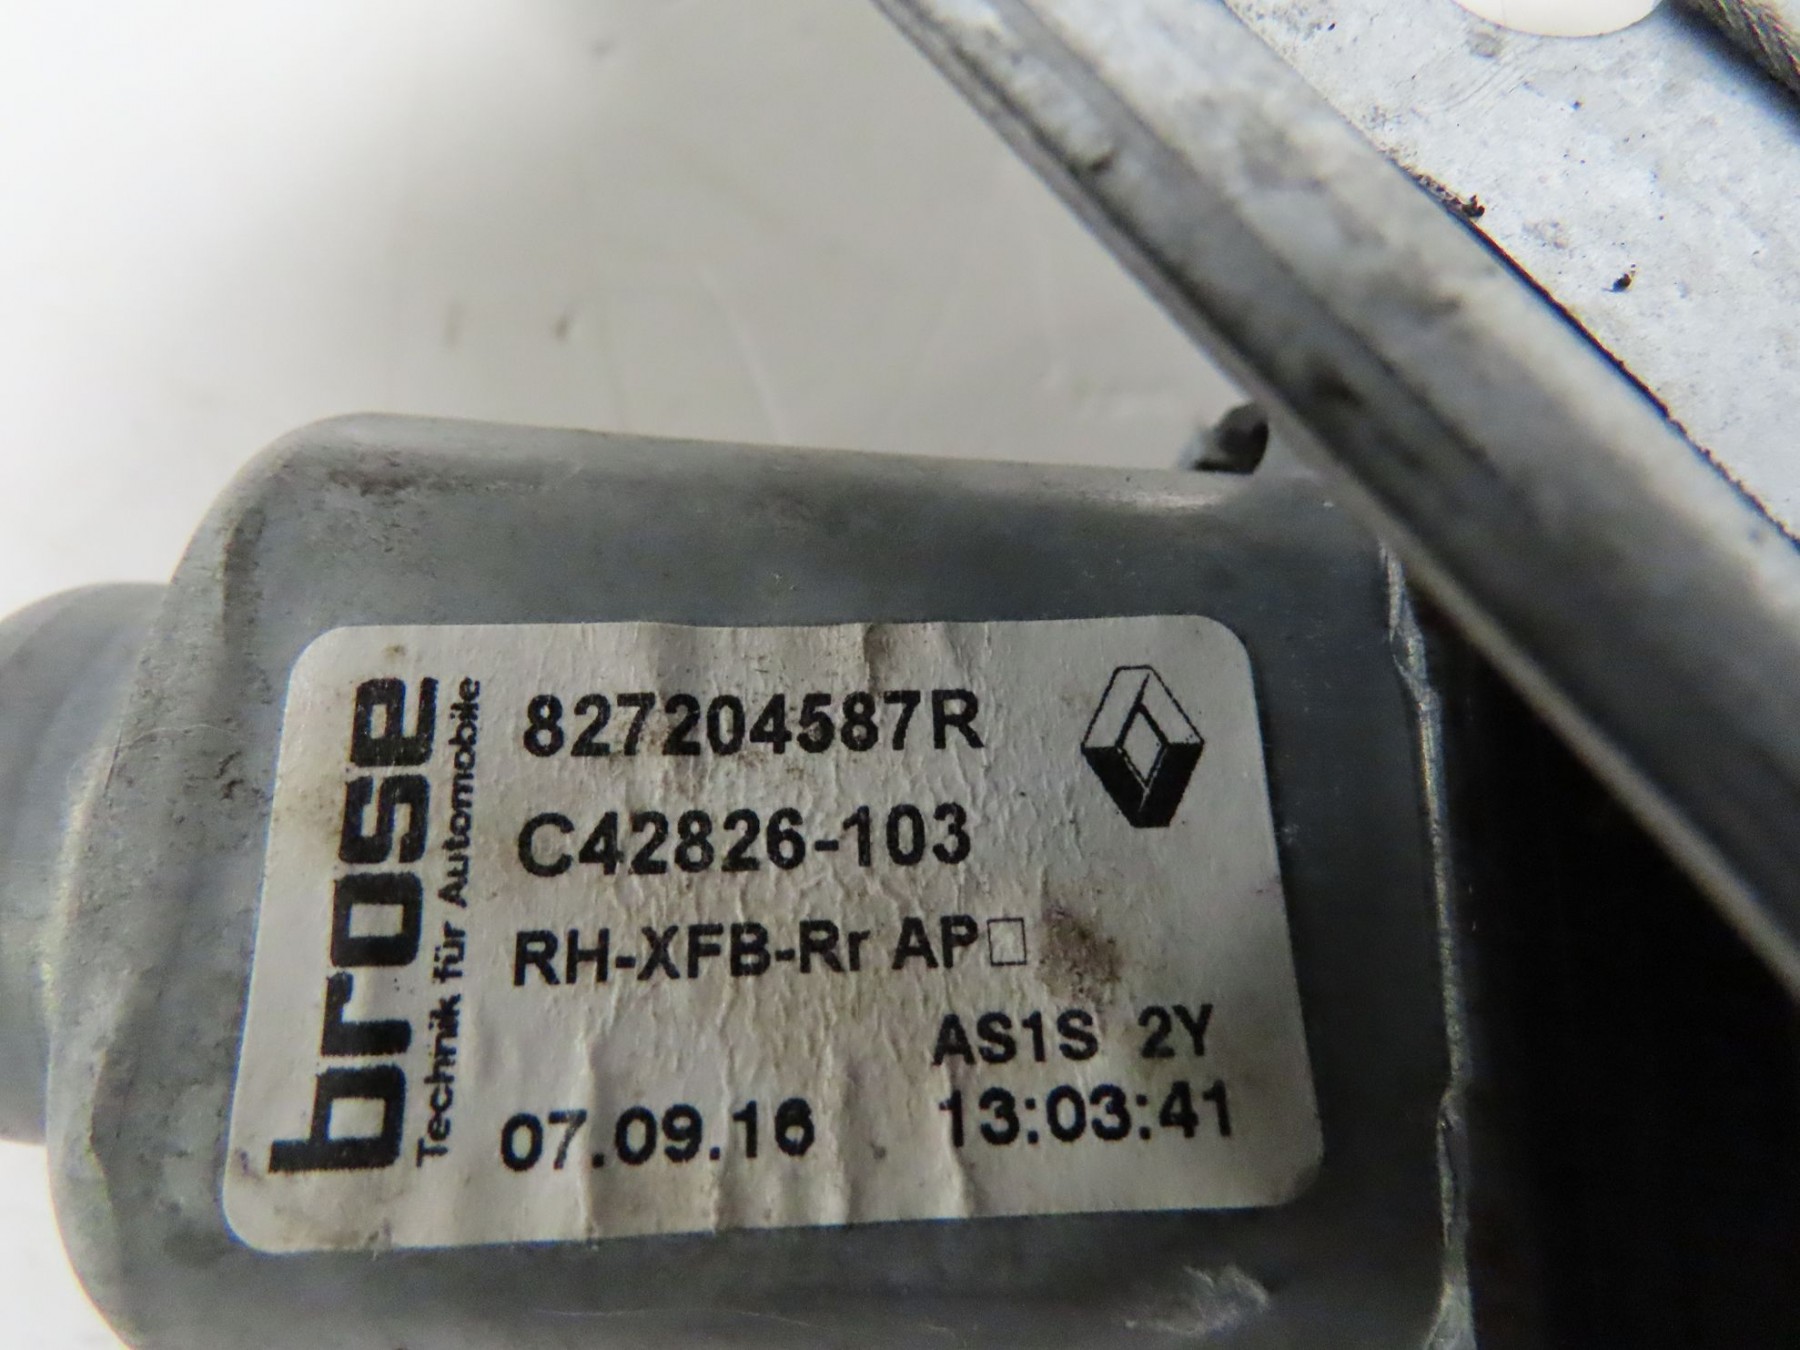 brose
Technik für Automobile
827204587R
C42826-103
RH-XFB-Rr AP□
AS1S 2Y
07.09.16 13:03:41